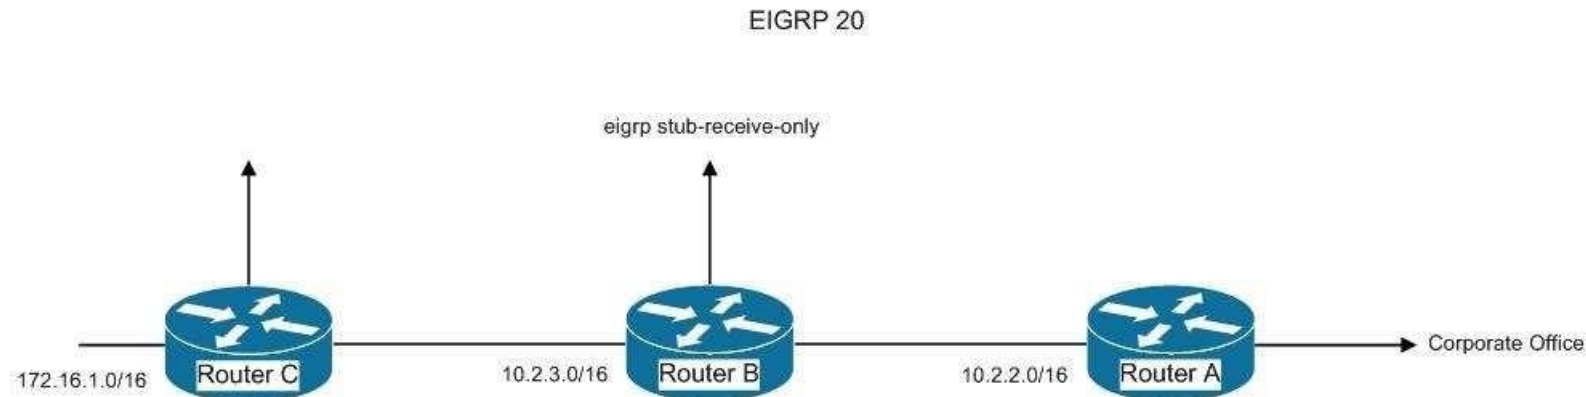 EIGRP 20
eigrp stub-receive-only
Corporate Office
172.16.1.0/16
Router C
10.2.3.0/16
Router B
10.2.2.0/16
Router A